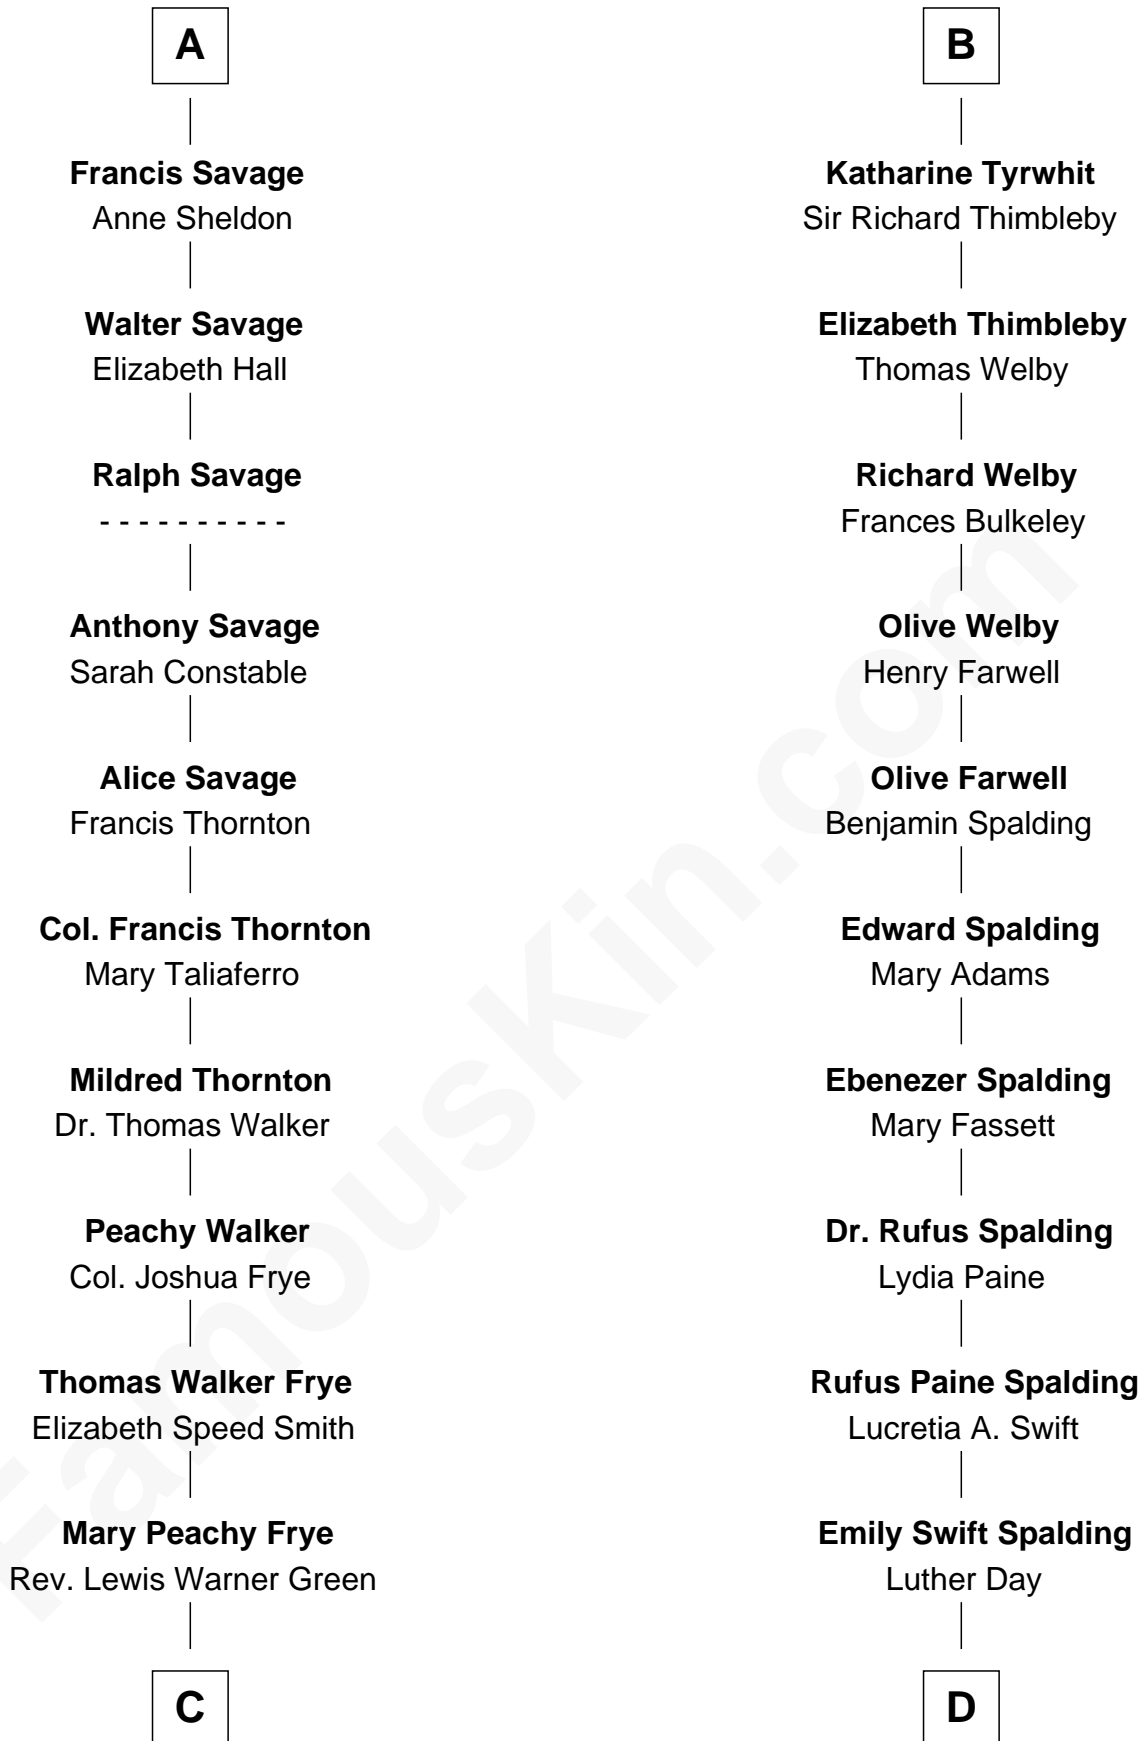 A
Francis Savage
Anne Sheldon
Walter Savage
Elizabeth Hall
Ralph Savage
- - - - - - - - - -
Anthony Savage
Sarah Constable
Alice Savage
Francis Thornton
Col. Francis Thornton
Mary Taliaferro
Mildred Thornton
Dr. Thomas Walker
Peachy Walker
Col. Joshua Frye
Thomas Walker Frye
Elizabeth Speed Smith
Mary Peachy Frye
Rev. Lewis Warner Green
C
B
Katharine Tyrwhit
Sir Richard Thimbleby
Elizabeth Thimbleby
Thomas Welby
Richard Welby
Frances Bulkeley
Olive Welby
Henry Farwell
Olive Farwell
Benjamin Spalding
Edward Spalding
Mary Adams
Ebenezer Spalding
Mary Fassett
Dr. Rufus Spalding
Lydia Paine
Rufus Paine Spalding
Lucretia A. Swift
Emily Swift Spalding
Luther Day
D
FamousKin.com